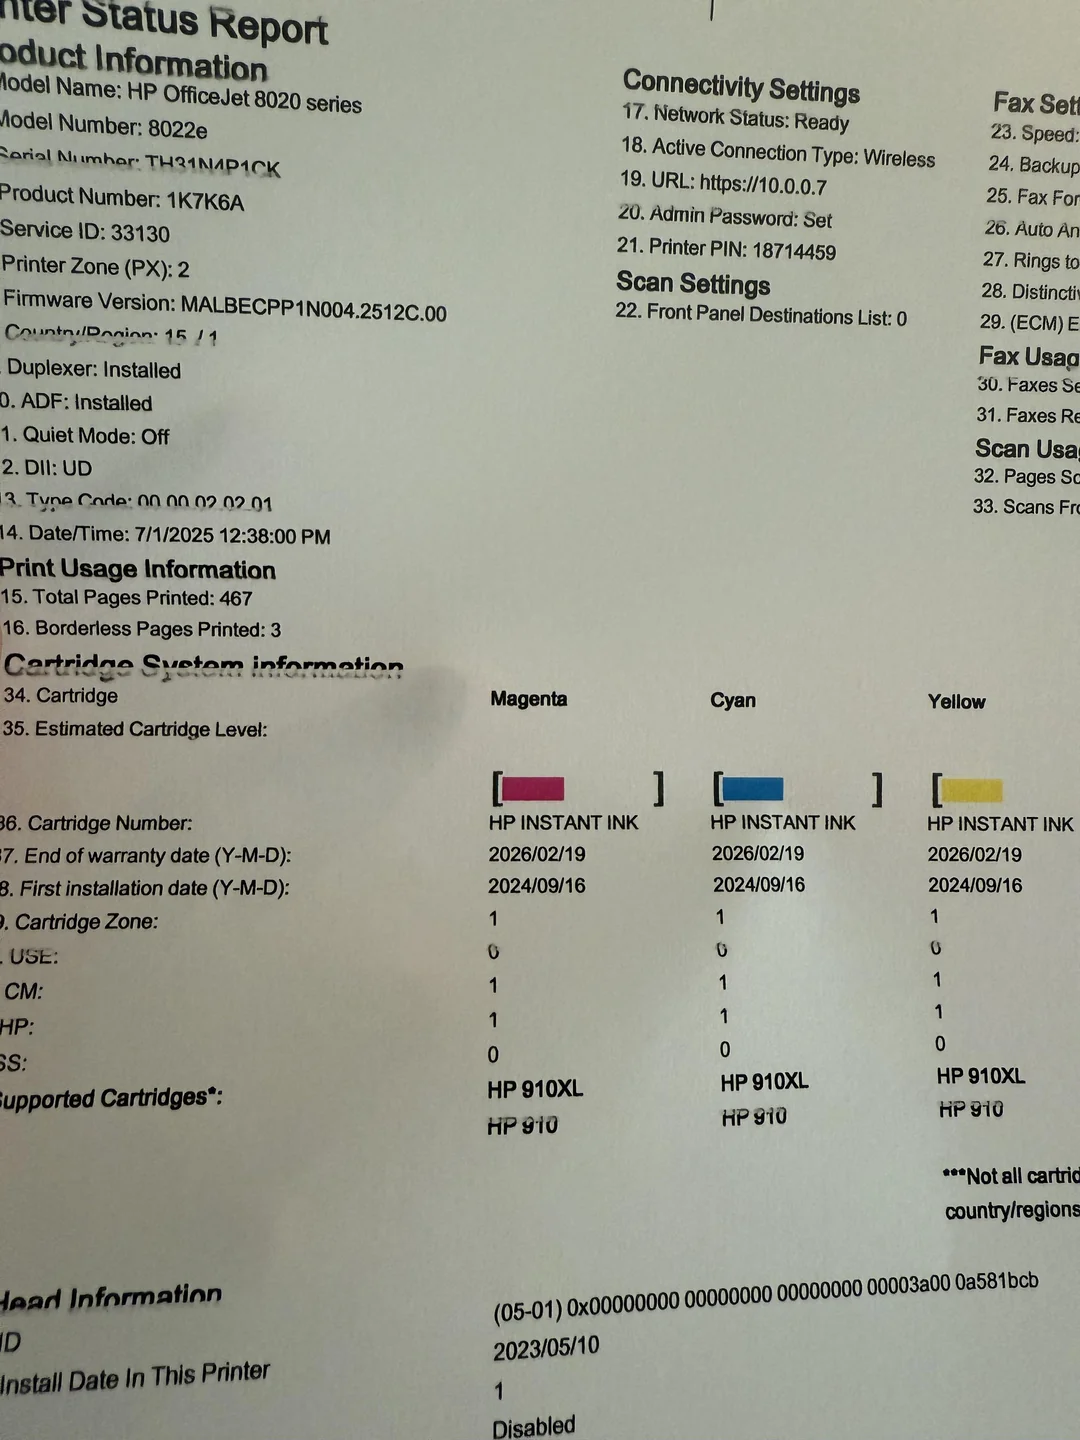 nter Status Report
oduct Information
Model Name: HP OfficeJet 8020 series
Model Number: 8022e
Serial Number: TH31N4P1CK
Product Number: 1K7K6A
Service ID: 33130
Printer Zone (PX): 2
Firmware Version: MALBECPP1N004.2512C.00
Country/Region: 15 / 1
. Duplexer: Installed
0. ADF: Installed
1. Quiet Mode: Off
2. DII: UD
13. Type Code: 00 00 02 02 01
14. Date/Time: 7/1/2025 12:38:00 PM
Print Usage Information
15. Total Pages Printed: 467
16. Borderless Pages Printed: 3
Connectivity Settings
17. Network Status: Ready
18. Active Connection Type: Wireless
19. URL: https://10.0.0.7
20. Admin Password: Set
21. Printer PIN: 18714459
Scan Settings
22. Front Panel Destinations List: 0
Fax Sett
23. Speed:
24. Backup
25. Fax For
26. Auto An
27. Rings to
28. Distinctiv
29. (ECM) E
Fax Usag
30. Faxes Se
31. Faxes Re
Scan Usag
32. Pages Sc
33. Scans Fro
Cartridge System information
34. Cartridge Magenta Cyan Yellow
35. Estimated Cartridge Level:
[ ] [ ] [
36. Cartridge Number: HP INSTANT INK HP INSTANT INK HP INSTANT INK
37. End of warranty date (Y-M-D): 2026/02/19 2026/02/19 2026/02/19
8. First installation date (Y-M-D): 2024/09/16 2024/09/16 2024/09/16
9. Cartridge Zone: 1 1 1
. USE: 0 0 0
CM: 1 1 1
HP: 1 1 1
SS: 0 0 0
Supported Cartridges*: HP 910XL HP 910XL HP 910XL
HP 910 HP 910 HP 910
***Not all cartrid
country/regions
Head Information
ID (05-01) 0x00000000 00000000 00000000 00003a00 0a581bcb
Install Date In This Printer 2023/05/10
1
Disabled